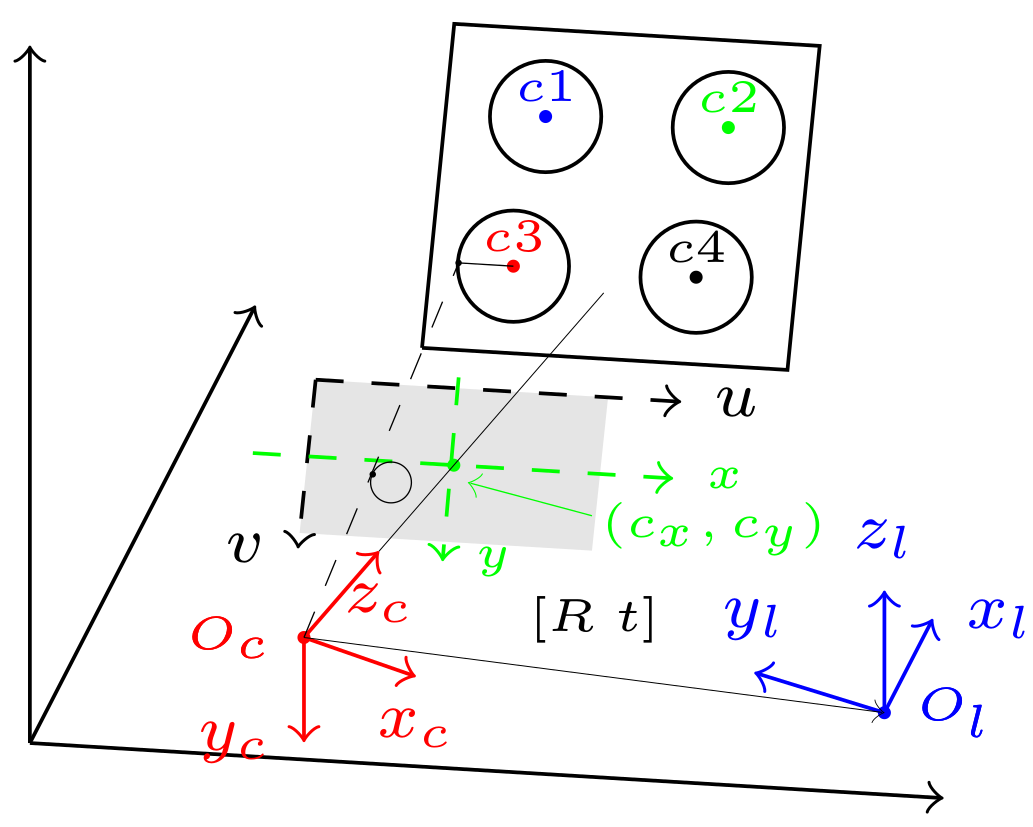 c1
c2
c3
c4
u
x
(c_x, c_y)
z_l
v
y
z_c
[R t]
y_l
x_l
O_c
O_l
x_c
y_c